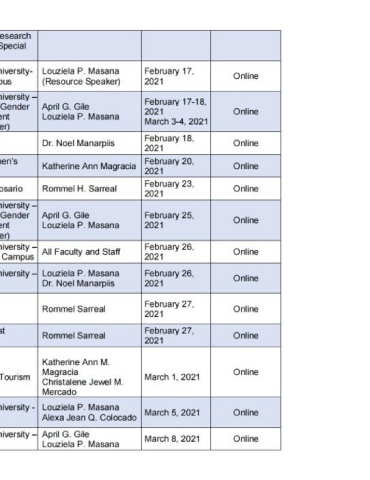 esearch
Special
iversity-
ous
Louziela P. Masana
(Resource Speaker)
February 17,
2021
Online
iversity –
Gender
ent
er)
April G. Gile
Louziela P. Masana
February 17-18,
2021
March 3-4, 2021
Online
Dr. Noel Manarpiis
February 18,
2021
Online
nen's
Katherine Ann Magracia
February 20,
2021
Online
osario
Rommel H. Sarreal
February 23,
2021
Online
iversity –
Gender
ent
er)
April G. Gile
Louziela P. Masana
February 25,
2021
Online
iversity –
Campus
All Faculty and Staff
February 26,
2021
Online
iversity –
Louziela P. Masana
Dr. Noel Manarpiis
February 26,
2021
Online
Rommel Sarreal
February 27,
2021
Online
st
Rommel Sarreal
February 27,
2021
Online
Tourism
Katherine Ann M.
Magracia
Christalene Jewel M.
Mercado
March 1, 2021
Online
iversity -
Louziela P. Masana
Alexa Jean Q. Colocado
March 5, 2021
Online
iversity –
April G. Gile
Louziela P. Masana
March 8, 2021
Online